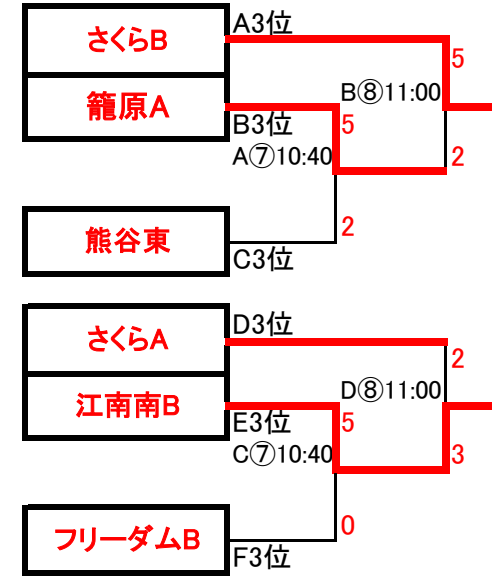 さくらB
A3位
5
籠原A
B⑧11:00
B3位
5
A⑦10:40
2
熊谷東
2
C3位
さくらA
D3位
2
江南南B
D⑧11:00
E3位
5
C⑦10:40
3
フリーダムB
0
F3位